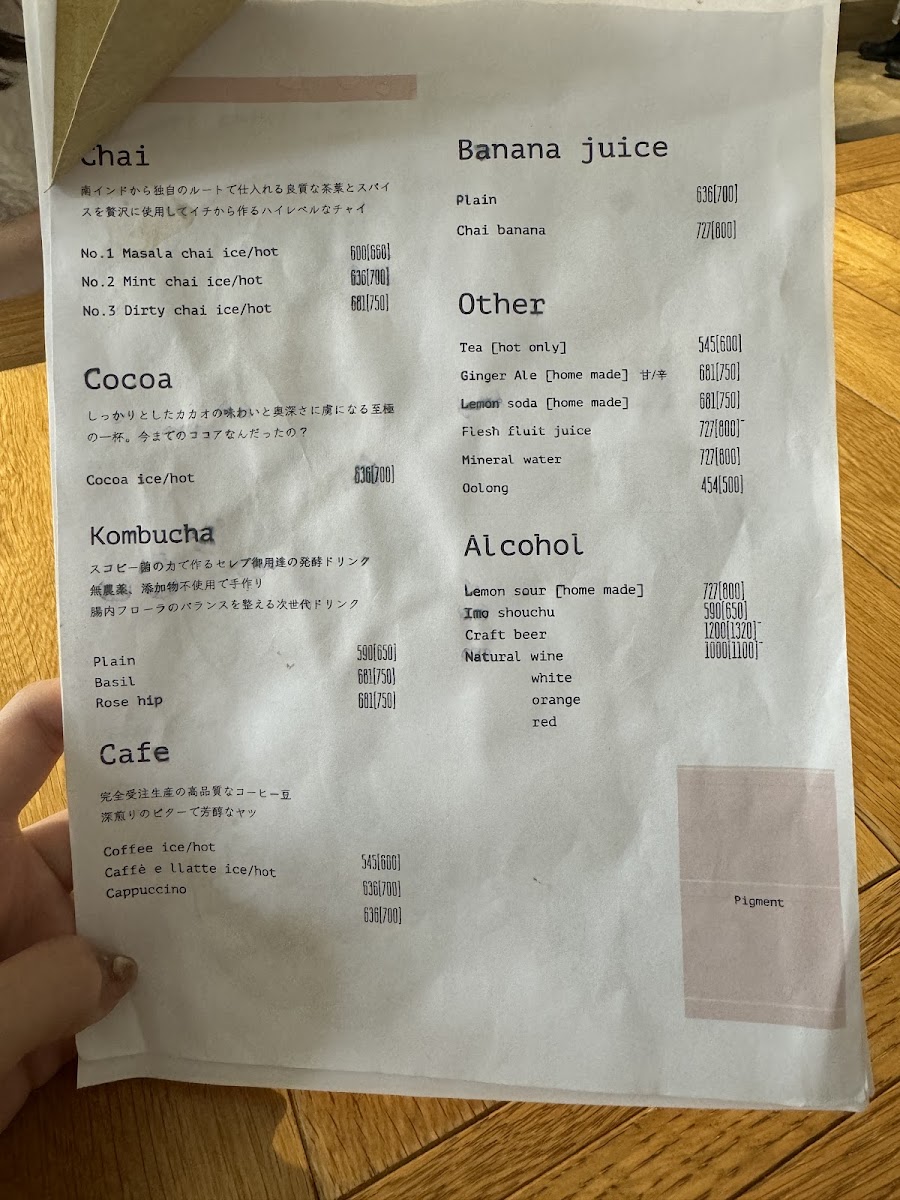 Chai
南インドから独自のルートで仕入れる良質な茶葉とスパイ
スを贅沢に使用してイチから作るハイレベルなチャイ
No.1 Masala chai ice/hot 600[660]
No.2 Mint chai ice/hot 636[700]
No.3 Dirty chai ice/hot 681[750]
Cocoa
しっかりとしたカカオの味わいと奥深さに虜になる至極
の一杯。今までのココアなんだったの？
Cocoa ice/hot 636[700]
Kombucha
スコビー菌の力で作るセレブ御用達の発酵ドリンク
無農薬、添加物不使用で手作り
腸内フローラのバランスを整える次世代ドリンク
Plain 590[650]
Basil 681[750]
Rose hip 681[750]
Cafe
完全受注生産の高品質なコーヒー豆
深煎りのビターで芳醇なヤツ
Coffee ice/hot 545[600]
Caffè e llatte ice/hot 636[700]
Cappuccino 636[700]
Banana juice
Plain 636[700]
Chai banana 727[800]
Other
Tea [hot only] 545[600]
Ginger Ale [home made] 甘/辛 681[750]
Lemon soda [home made] 681[750]
Flesh fluit juice 727[800]~
Mineral water 727[800]
Oolong 454[500]
Alcohol
Lemon sour [home made] 727[800]
Imo shouchu 590[650]
Craft beer 1200[1320]~
Natural wine 1000[1100]~
white
orange
red
Pigment